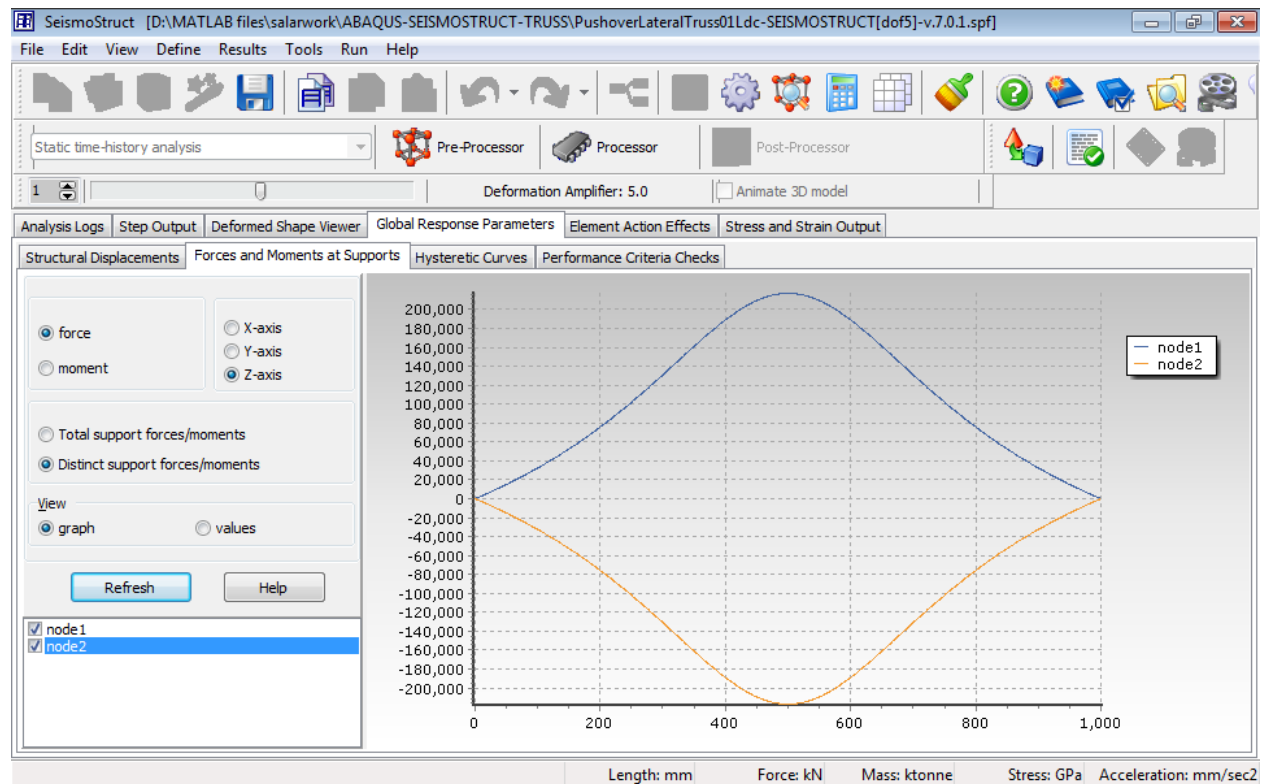 SeismoStruct [D:\MATLAB files\salarwork\ABAQUS-SEISMOSTRUCT-TRUSS\PushoverLateralTruss01Ldc-SEISMOSTRUCT[dof5]-v.7.0.1.spf]
File Edit View Define Results Tools Run Help
Static time-history analysis Pre-Processor Processor Post-Processor
1 Deformation Amplifier: 5.0 Animate 3D model
Analysis Logs Step Output Deformed Shape Viewer Global Response Parameters Element Action Effects Stress and Strain Output
Structural Displacements Forces and Moments at Supports Hysteretic Curves Performance Criteria Checks
force
moment
X-axis
Y-axis
Z-axis
Total support forces/moments
Distinct support forces/moments
View
graph values
Refresh Help
node1
node2
200,000
180,000
160,000
140,000
120,000
100,000
80,000
60,000
40,000
20,000
0
-20,000
-40,000
-60,000
-80,000
-100,000
-120,000
-140,000
-160,000
-180,000
-200,000
0 200 400 600 800 1,000
node1
node2
Length: mm Force: kN Mass: ktonne Stress: GPa Acceleration: mm/sec2